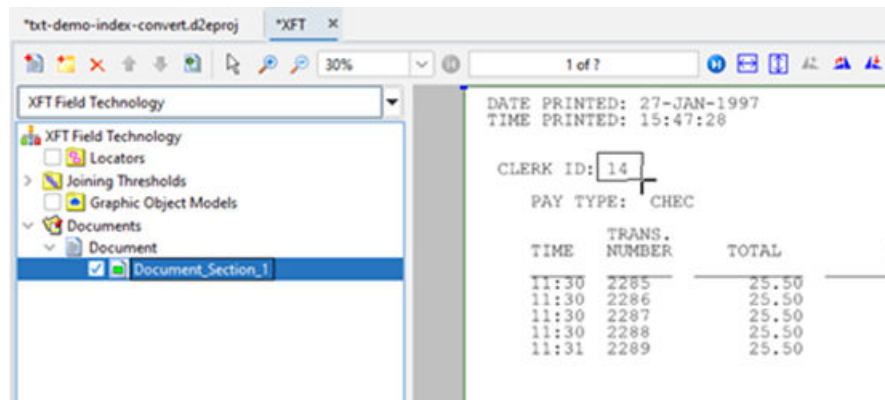 *txt-demo-index-convert.d2eproj
*XFT
30%
1 of ?
XFT Field Technology
XFT Field Technology
Locators
Joining Thresholds
Graphic Object Models
Documents
Document
Document_Section_1
DATE PRINTED: 27-JAN-1997
TIME PRINTED: 15:47:28
CLERK ID: 14
PAY TYPE: CHEC
TRANS.
TIME NUMBER TOTAL
11:30 2285 25.50
11:30 2286 25.50
11:30 2287 25.50
11:30 2288 25.50
11:31 2289 25.50